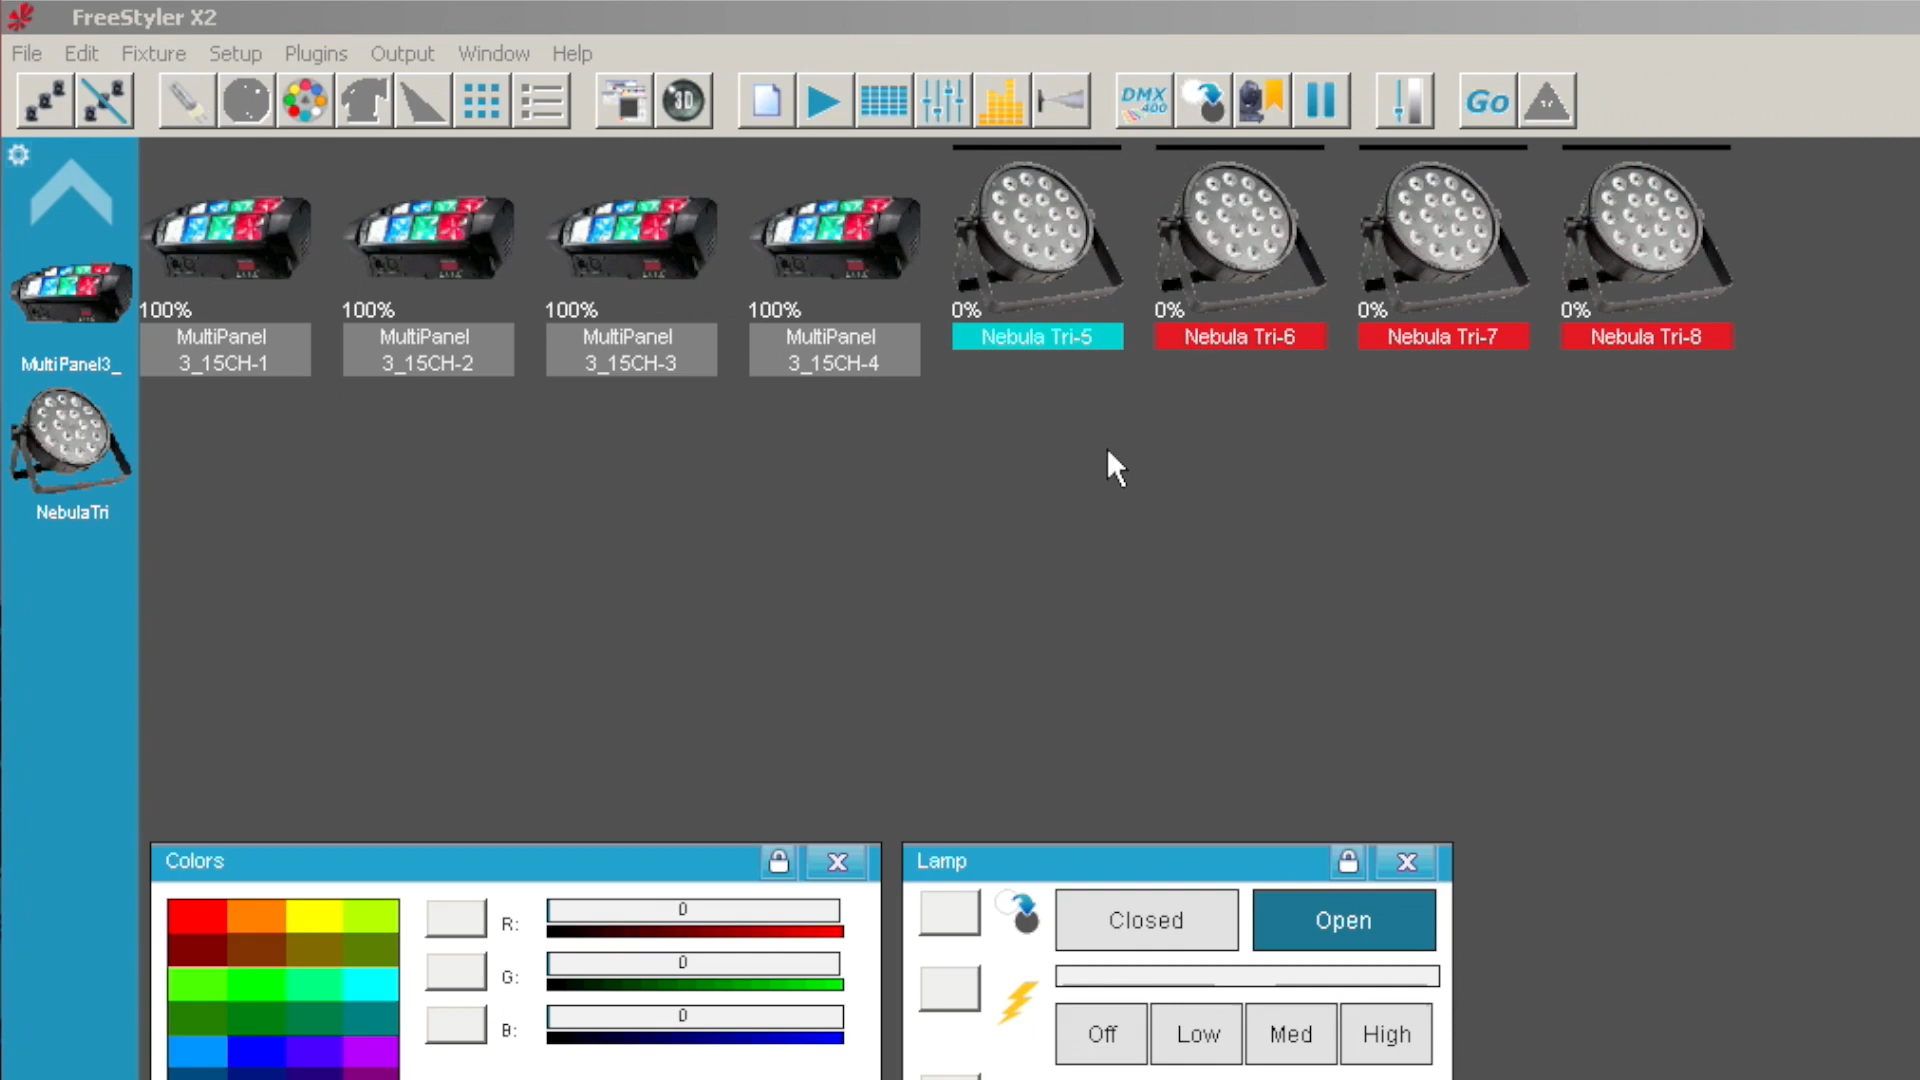 FreeStyler X2
File Edit Fixture Setup Plugins Output Window Help
3D
DMX
400
Go
100%
100%
100%
100%
0%
0%
0%
0%
MultiPanel
3_15CH-1
MultiPanel
3_15CH-2
MultiPanel
3_15CH-3
MultiPanel
3_15CH-4
Nebula Tri-5
Nebula Tri-6
Nebula Tri-7
Nebula Tri-8
MultiPanel3_
NebulaTri
Colors
X
R:
0
G:
0
B:
0
Lamp
X
Closed
Open
Off
Low
Med
High